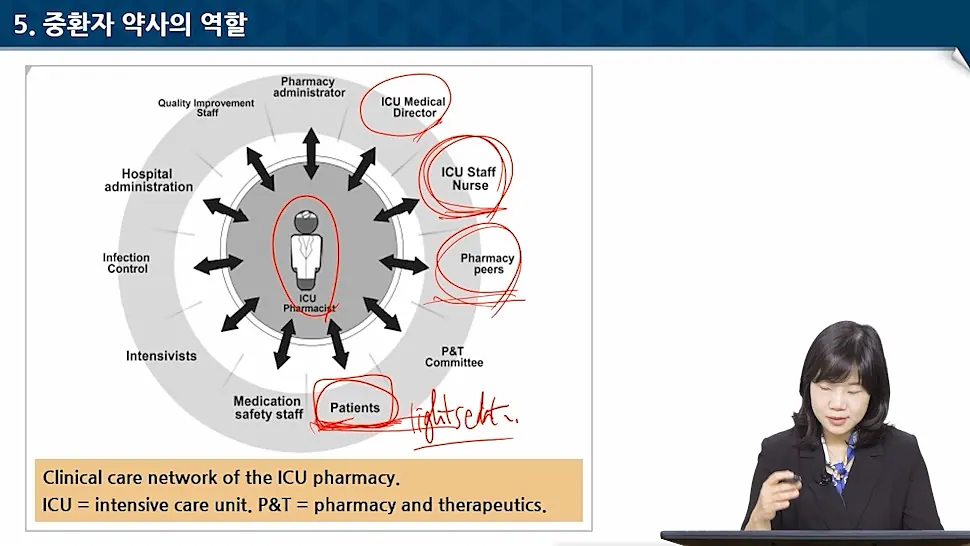 5. 중환자 약사의 역할
Pharmacy
administrator
Quality Improvement
Staff
ICU Medical
Director
Hospital
administration
ICU Staff
Nurse
Infection
Control
Pharmacy
peers
ICU
Pharmacist
Intensivists
P&T
Committee
Medication
safety staff
Patients
Clinical care network of the ICU pharmacy.
ICU = intensive care unit. P&T = pharmacy and therapeutics.